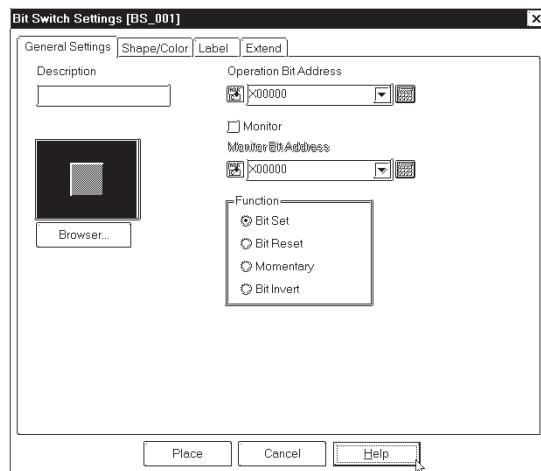 Bit Switch Settings [BS_001]
General Settings Shape/Color Label Extend
Description
Operation Bit Address
X00000
Monitor
Monitor Bit Address
X00000
Browser...
Function
Bit Set
Bit Reset
Momentary
Bit Invert
Place Cancel Help